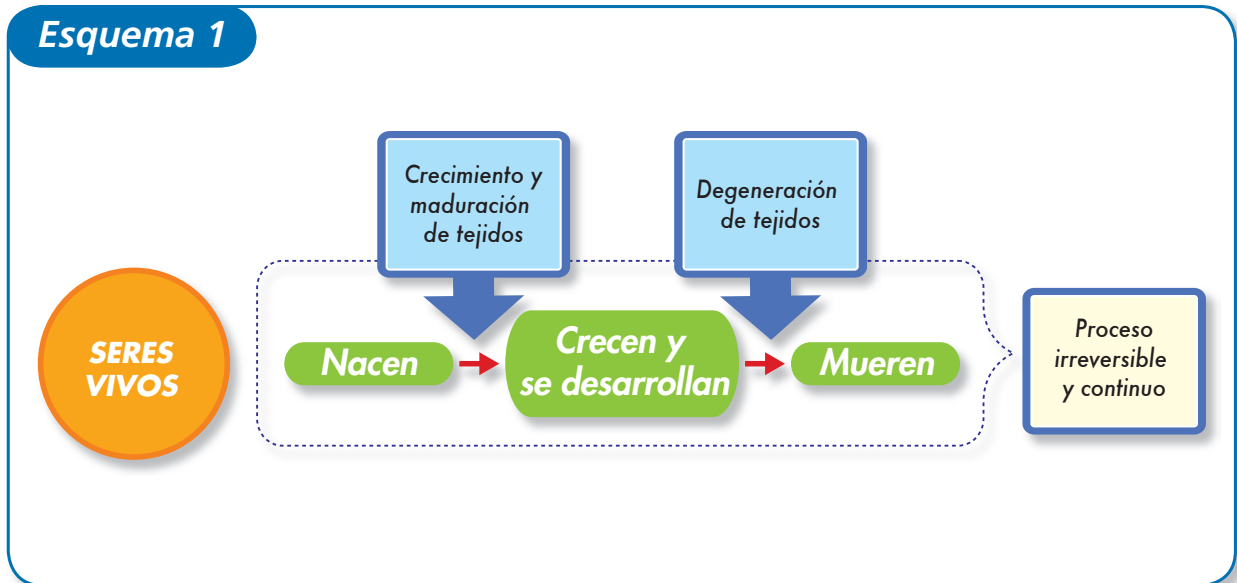 Esquema 1
Crecimiento y
maduración
de tejidos
Degeneración
de tejidos
SERES
VIVOS
Nacen
Crecen y
se desarrollan
Mueren
Proceso
irreversible
y continuo